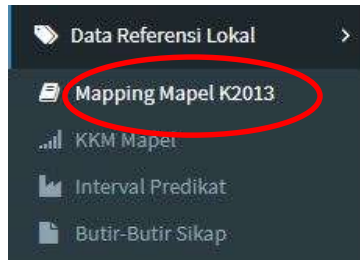 Data Referensi Lokal
Mapping Mapel K2013
KKM Mapel
Interval Predikat
Butir-Butir Sikap